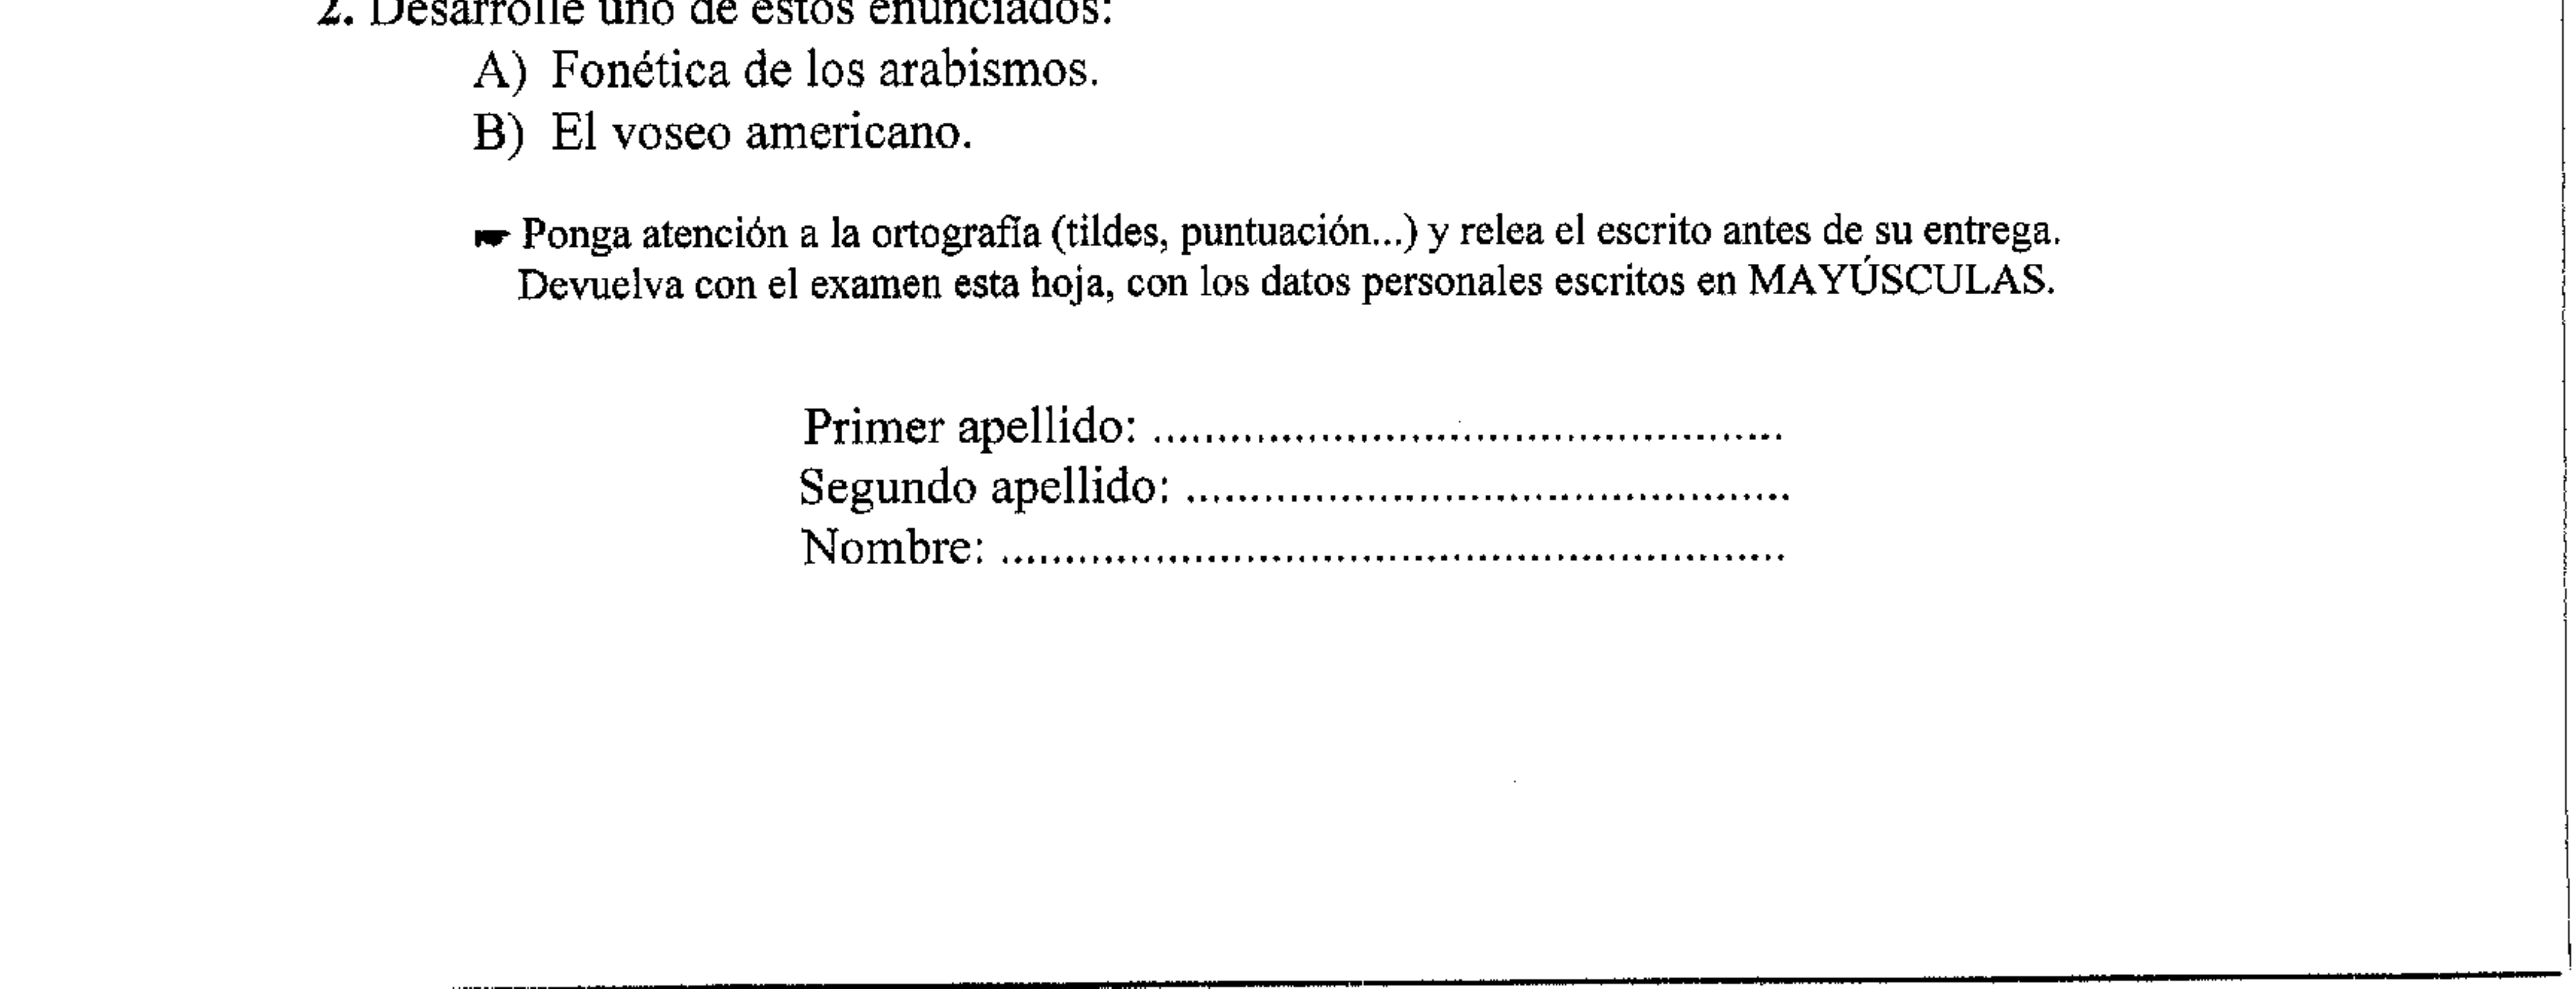 2. Desarrolle uno de estos enunciados:
A) Fonética de los arabismos.
B) El voseo americano.
☛ Ponga atención a la ortografía (tildes, puntuación...) y relea el escrito antes de su entrega.
Devuelva con el examen esta hoja, con los datos personales escritos en MAYÚSCULAS.
Primer apellido: ................................................
Segundo apellido: ..............................................
Nombre: ............................................................